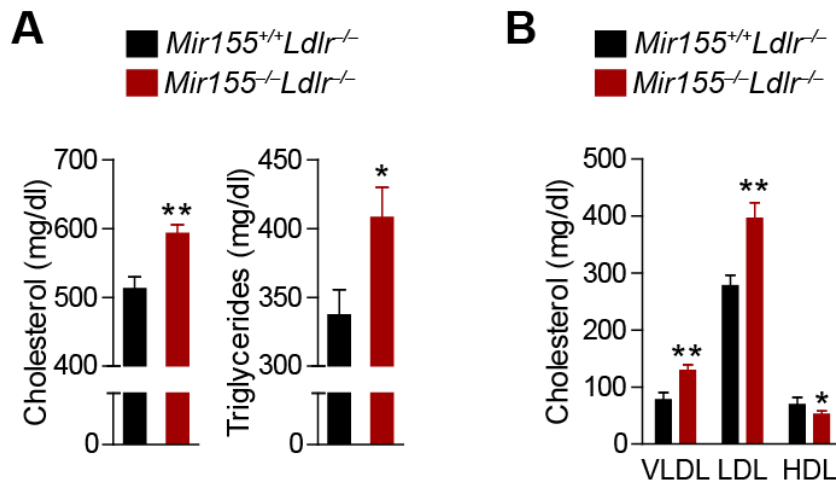 A
Mir155+/+Ldlr–/–
Mir155–/–Ldlr–/–
Cholesterol (mg/dl)
700
600
500
400
0
**
Triglycerides (mg/dl)
450
400
350
300
0
*
B
Mir155+/+Ldlr–/–
Mir155–/–Ldlr–/–
Cholesterol (mg/dl)
500
400
300
200
100
0
**
**
*
VLDL LDL HDL